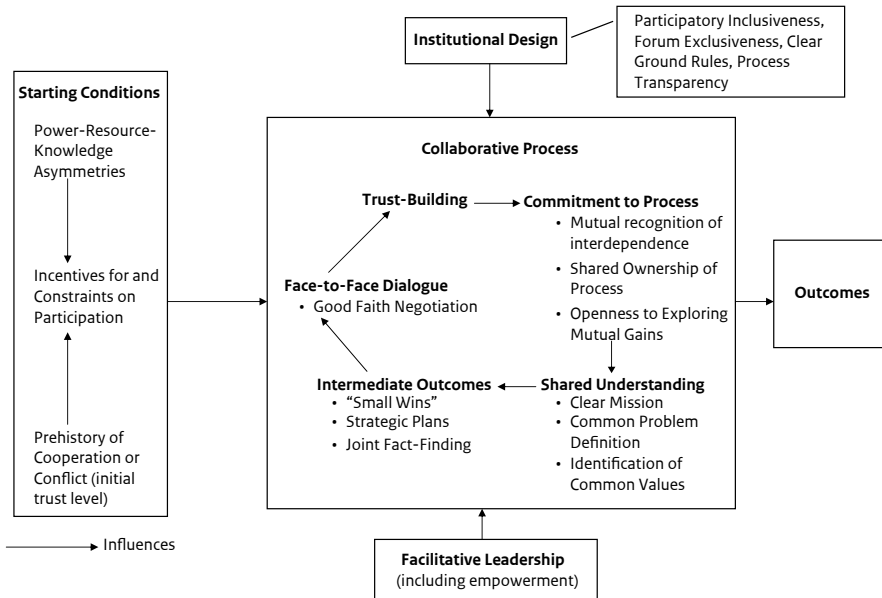 Institutional Design
Participatory Inclusiveness,
Forum Exclusiveness, Clear
Ground Rules, Process
Transparency
Starting Conditions
Power-Resource-
Knowledge
Asymmetries
Incentives for and
Constraints on
Participation
Prehistory of
Cooperation or
Conflict (initial
trust level)
Collaborative Process
Trust-Building
Commitment to Process
• Mutual recognition of
interdependence
• Shared Ownership of
Process
• Openness to Exploring
Mutual Gains
Face-to-Face Dialogue
• Good Faith Negotiation
Intermediate Outcomes
• “Small Wins”
• Strategic Plans
• Joint Fact-Finding
Shared Understanding
• Clear Mission
• Common Problem
Definition
• Identification of
Common Values
Outcomes
Influences
Facilitative Leadership
(including empowerment)